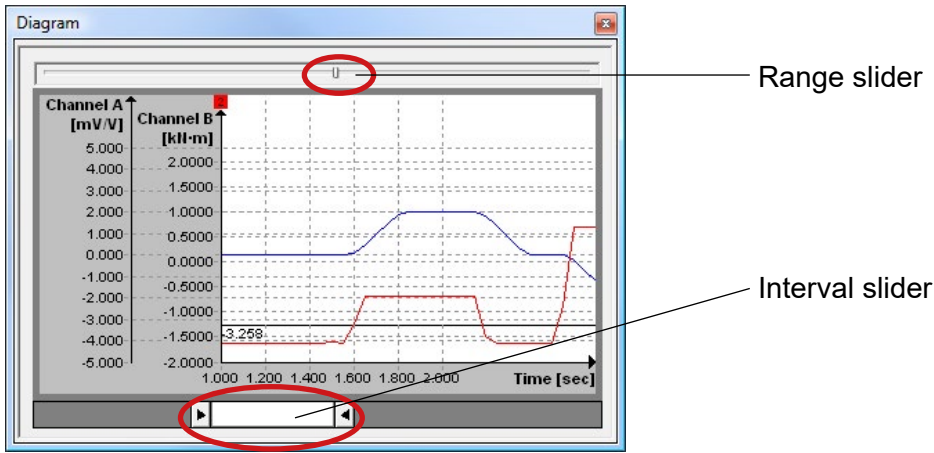 Diagram
Range slider
Channel A
[mV/V]
2
Channel B
[kN·m]
5.000
4.000
3.000
2.000
1.000
0.000
-1.000
-2.000
-3.000
-4.000
-5.000
2.0000
1.5000
1.0000
0.5000
0.0000
-0.5000
-1.0000
-1.5000
-2.0000
-3.258
Interval slider
1.000 1.200 1.400 1.600 1.800 2.000 Time [sec]